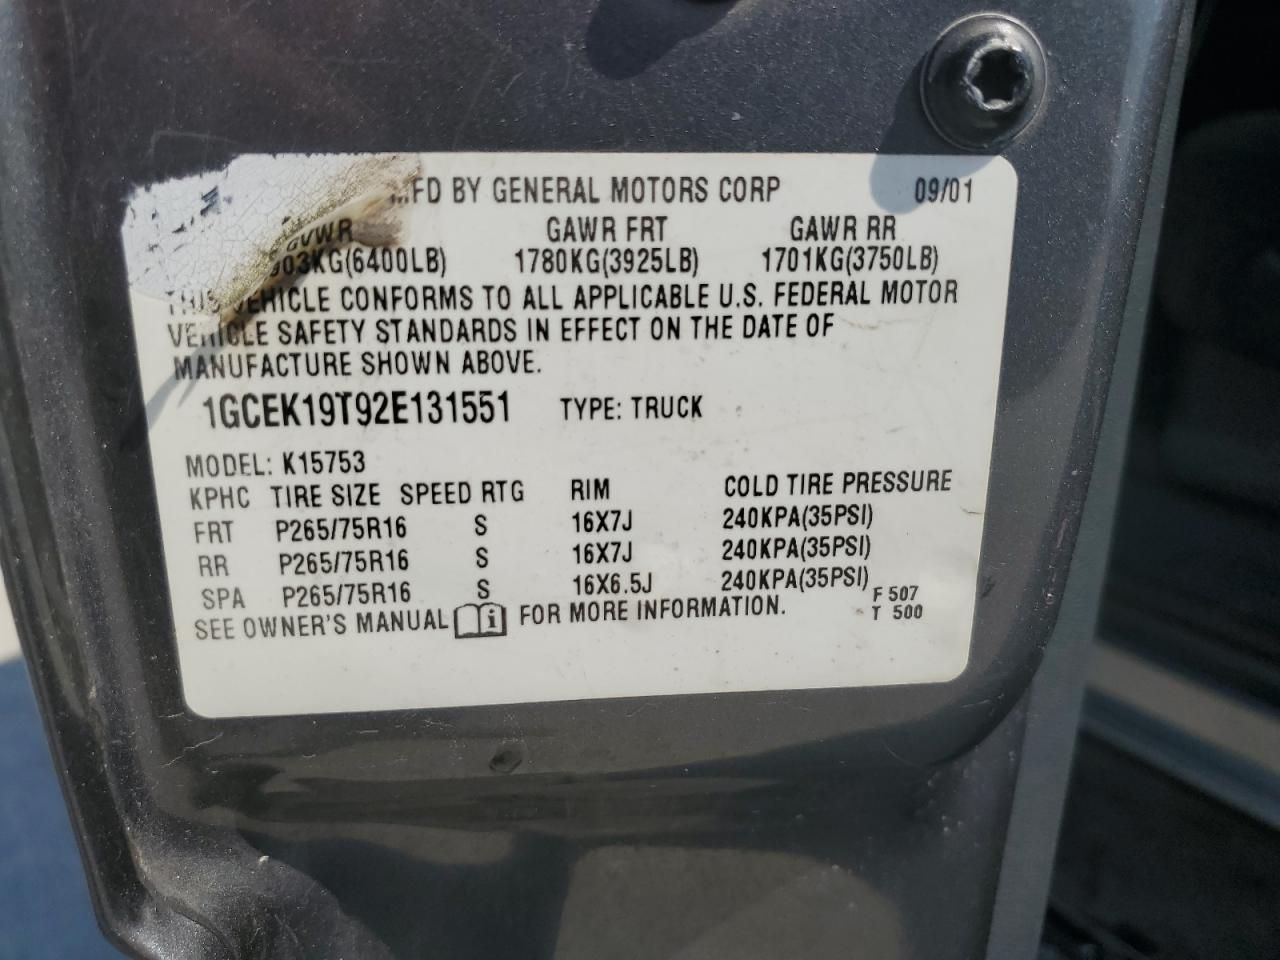 MFD BY GENERAL MOTORS CORP 09/01
GVWR GAWR FRT GAWR RR
903KG(6400LB) 1780KG(3925LB) 1701KG(3750LB)
THIS VEHICLE CONFORMS TO ALL APPLICABLE U.S. FEDERAL MOTOR
VEHICLE SAFETY STANDARDS IN EFFECT ON THE DATE OF
MANUFACTURE SHOWN ABOVE.
1GCEK19T92E131551 TYPE: TRUCK
MODEL: K15753
KPHC TIRE SIZE SPEED RTG RIM COLD TIRE PRESSURE
FRT P265/75R16 S 16X7J 240KPA(35PSI)
RR P265/75R16 S 16X7J 240KPA(35PSI)
SPA P265/75R16 S 16X6.5J 240KPA(35PSI)
SEE OWNER'S MANUAL i FOR MORE INFORMATION.
F 507
T 500